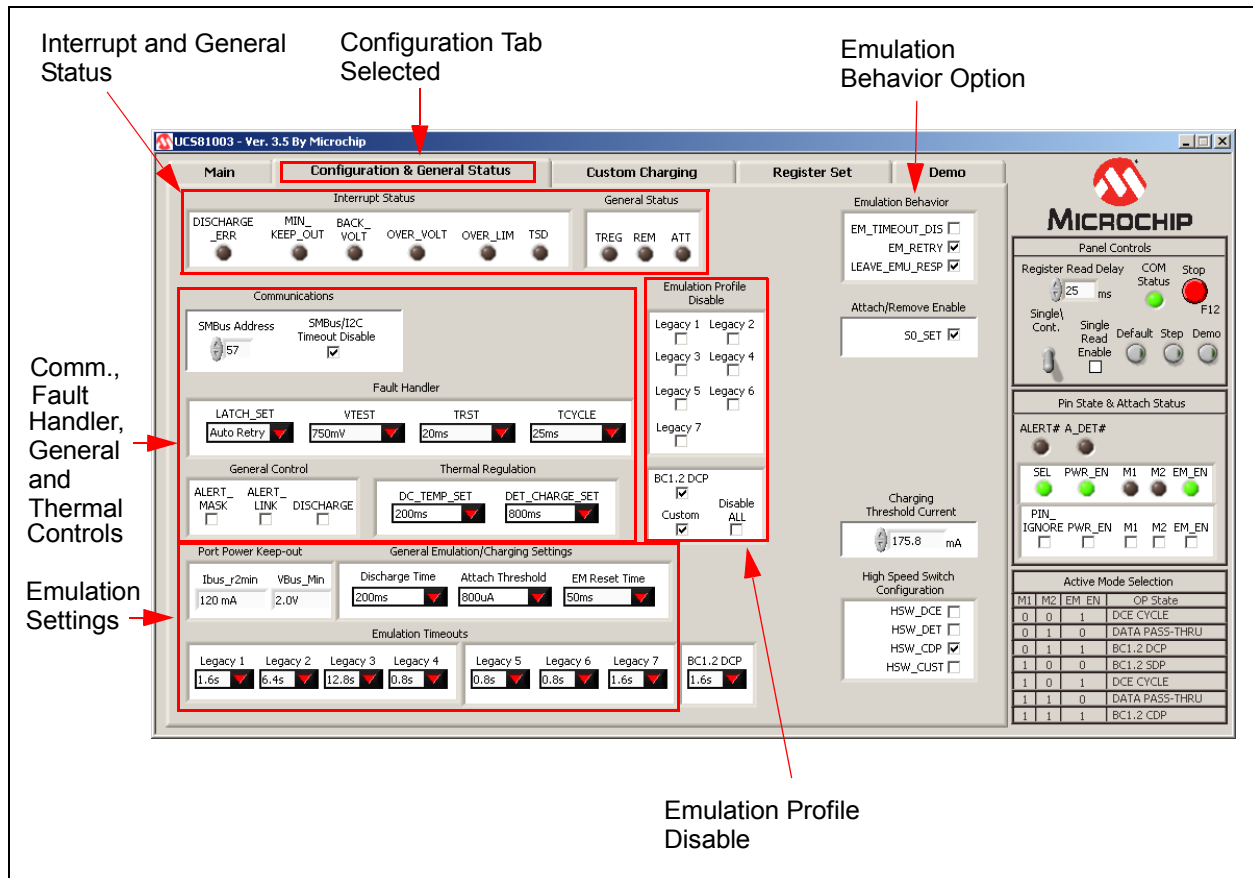 Interrupt and General
Status
Configuration Tab
Selected
Emulation
Behavior Option
UCS81003 - Ver. 3.5 By Microchip
Main
Configuration & General Status
Custom Charging
Register Set
Demo
Interrupt Status
DISCHARGE
_ERR
MIN_
KEEP_OUT
BACK_
VOLT
OVER_VOLT
OVER_LIM
TSD
General Status
TREG REM ATT
Communications
SMBus Address
57
SMBus/I2C
Timeout Disable
Fault Handler
LATCH_SET
Auto Retry
VTEST
750mV
TRST
20ms
TCYCLE
25ms
General Control
ALERT_
MASK
ALERT_
LINK
DISCHARGE
Thermal Regulation
DC_TEMP_SET
200ms
DET_CHARGE_SET
800ms
Comm.,
Fault
Handler,
General
and
Thermal
Controls
Emulation
Settings
Port Power Keep-out
Ibus_r2min
120 mA
VBus_Min
2.0V
General Emulation/Charging Settings
Discharge Time
200ms
Attach Threshold
800uA
EM Reset Time
50ms
Emulation Timeouts
Legacy 1
1.6s
Legacy 2
6.4s
Legacy 3
12.8s
Legacy 4
0.8s
Legacy 5
0.8s
Legacy 6
0.8s
Legacy 7
1.6s
BC1.2 DCP
1.6s
Emulation Profile
Disable
Legacy 1 Legacy 2
Legacy 3 Legacy 4
Legacy 5 Legacy 6
Legacy 7
BC1.2 DCP
Custom
Disable
ALL
Emulation Behavior
EM_TIMEOUT_DIS
EM_RETRY
LEAVE_EMU_RESP
Attach/Remove Enable
S0_SET
Charging
Threshold Current
175.8 mA
High Speed Switch
Configuration
HSW_DCE
HSW_DET
HSW_CDP
HSW_CUST
MICROCHIP
Panel Controls
Register Read Delay
25 ms
COM
Status
Stop
F12
Single\
Cont.
Single
Read
Enable
Default Step Demo
Pin State & Attach Status
ALERT# A_DET#
SEL PWR_EN M1 M2 EM_EN
PIN_
IGNORE PWR_EN M1 M2 EM_EN
Active Mode Selection
M1 M2 EM_EN OP State
0 0 1 DCE CYCLE
0 1 0 DATA PASS-THRU
0 1 1 BC1.2 DCP
1 0 0 BC1.2 SDP
1 0 1 DCE CYCLE
1 1 0 DATA PASS-THRU
1 1 1 BC1.2 CDP
Emulation Profile
Disable